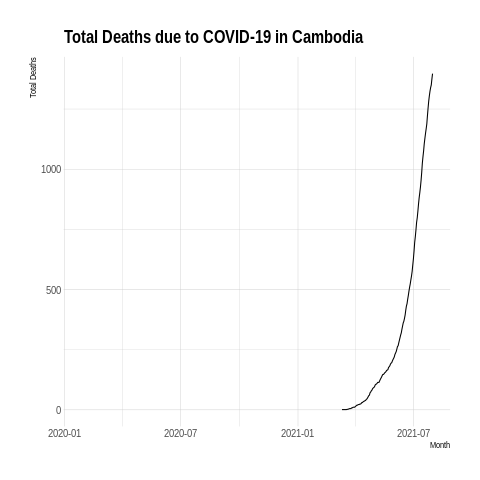 Total Deaths due to COVID-19 in Cambodia
Total Deaths
1000
500
0
2020-01 2020-07 2021-01 2021-07
Month